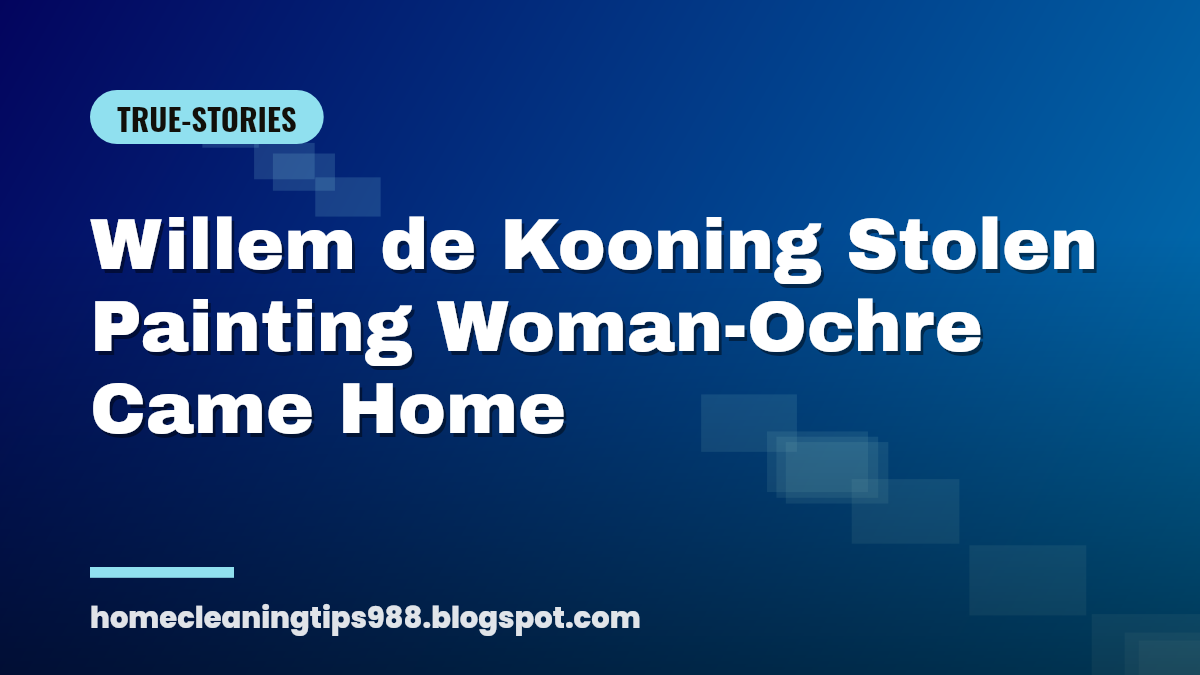 TRUE-STORIES
Willem de Kooning Stolen
Painting Woman-Ochre
Came Home
homecleaningtips988.blogspot.com